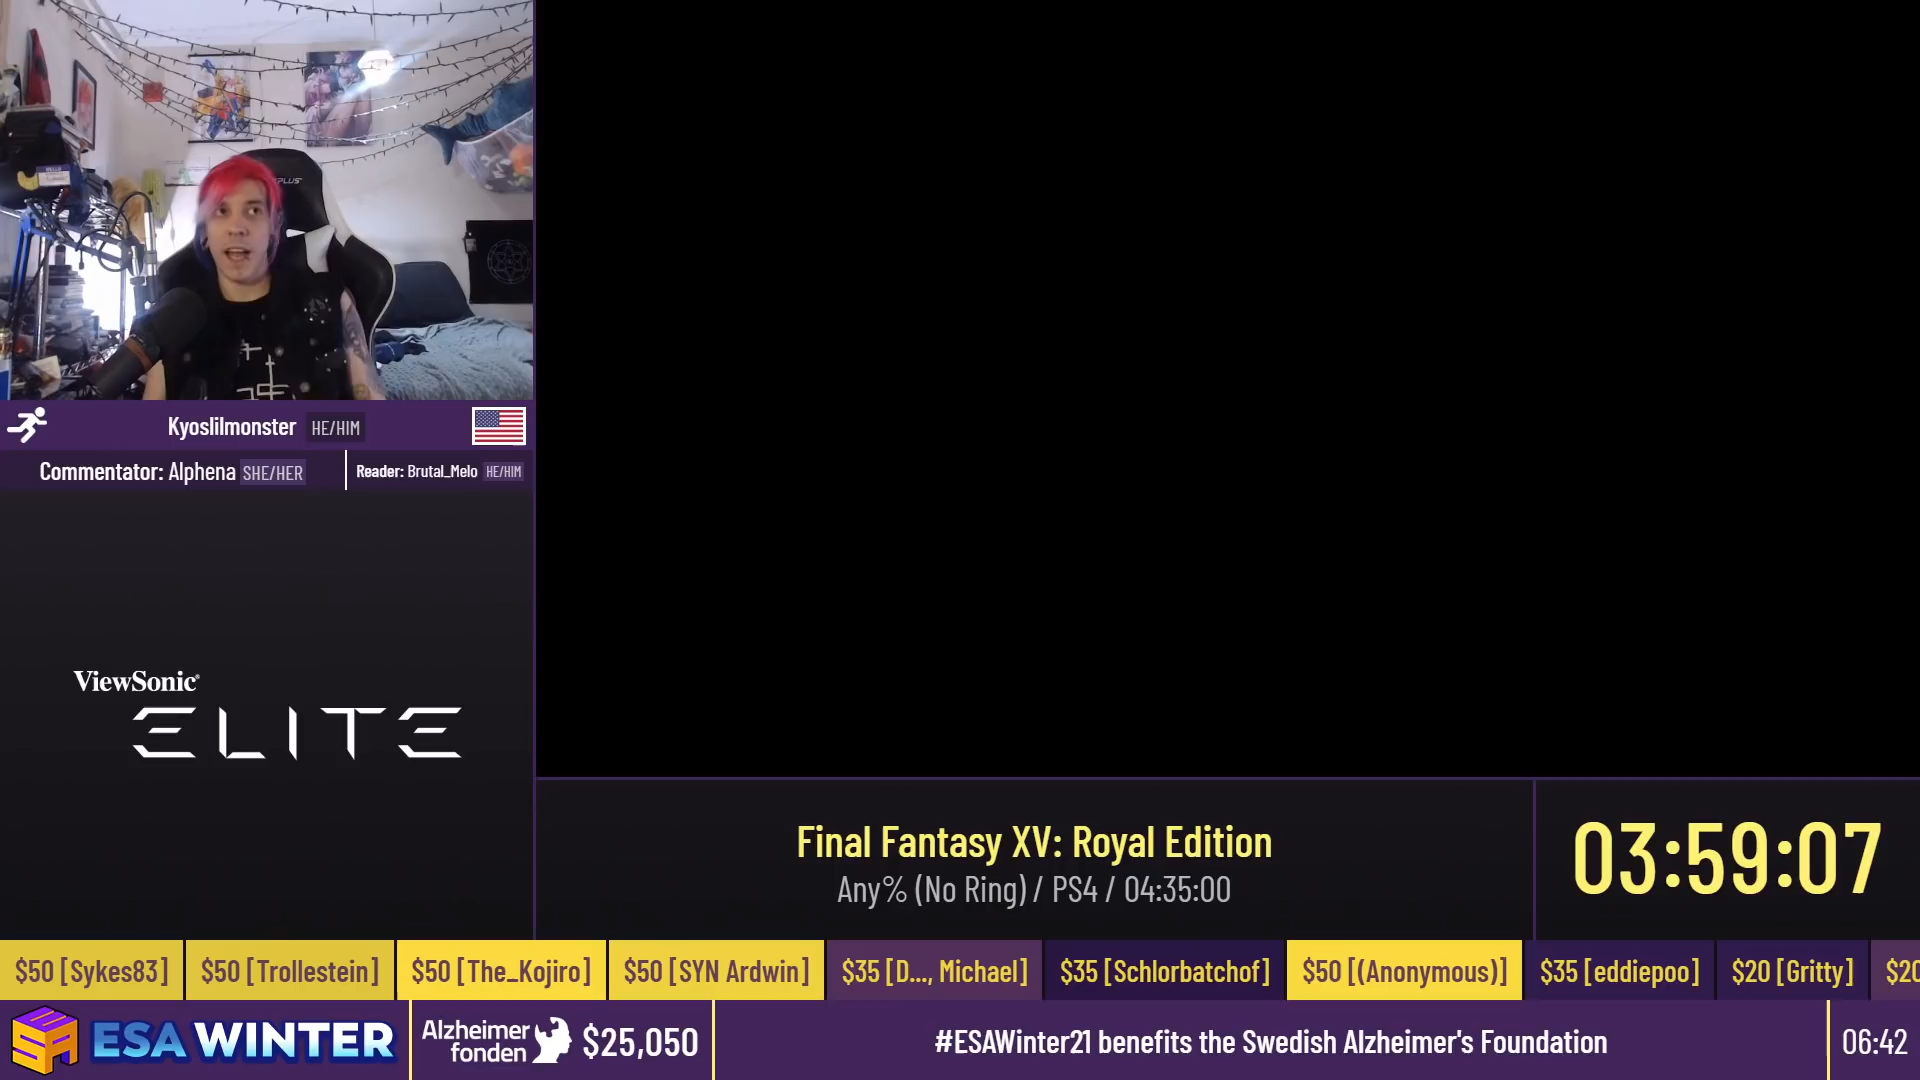 Kyoslilmonster HE/HIM
Commentator: Alphena SHE/HER
Reader: Brutal_Melo HE/HIM
ViewSonic
ELITE
Final Fantasy XV: Royal Edition
Any% (No Ring) / PS4 / 04:35:00
03:59:07
$50 [Sykes83]
$50 [Trollestein]
$50 [The_Kojiro]
$50 [SYN Ardwin]
$35 [D..., Michael]
$35 [Schlorbatchof]
$50 [(Anonymous)]
$35 [eddiepoo]
$20 [Gritty]
$20
ESA WINTER
Alzheimer
fonden
$25,050
#ESAWinter21 benefits the Swedish Alzheimer's Foundation
06:42